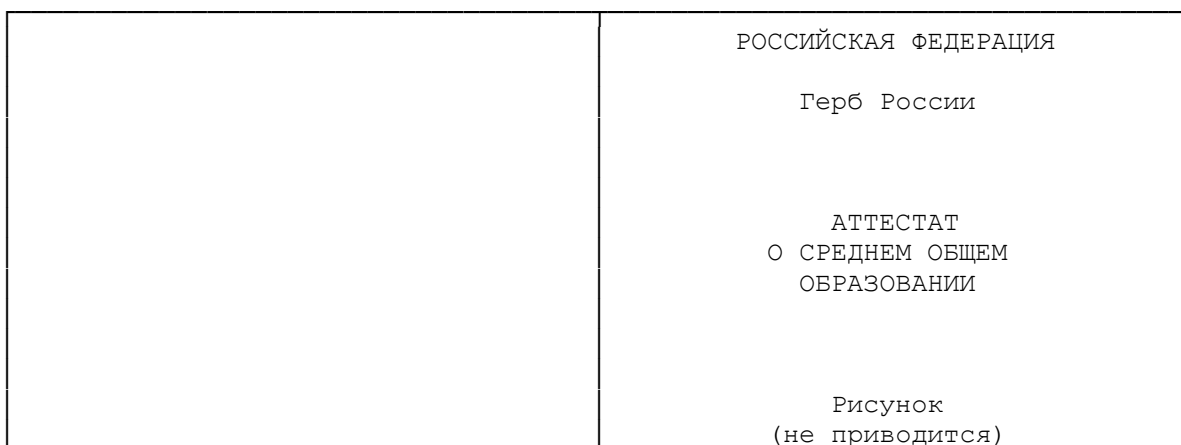 РОССИЙСКАЯ ФЕДЕРАЦИЯ
Герб России
АТТЕСТАТ
О СРЕДНЕМ ОБЩЕМ
ОБРАЗОВАНИИ
Рисунок
(не приводится)